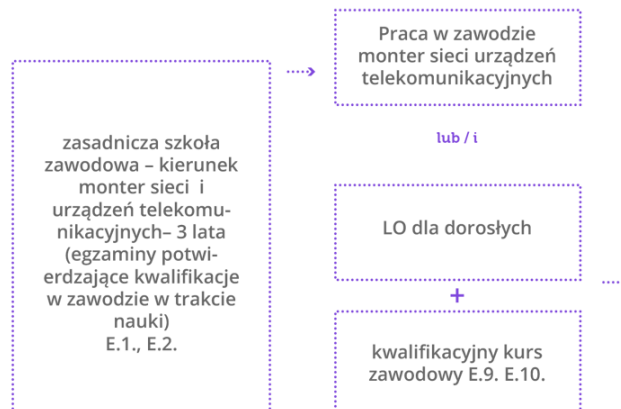 zasadnicza szkoła
zawodowa – kierunek
monter sieci i
urządzeń telekomu-
nikacyjnych– 3 lata
(egzaminy potwi-
erdzające kwalifikacje
w zawodzie w trakcie
nauki)
E.1., E.2.
Praca w zawodzie
monter sieci urządzeń
telekomunikacyjnych
lub / i
LO dla dorosłych
+
kwalifikacyjny kurs
zawodowy E.9. E.10.